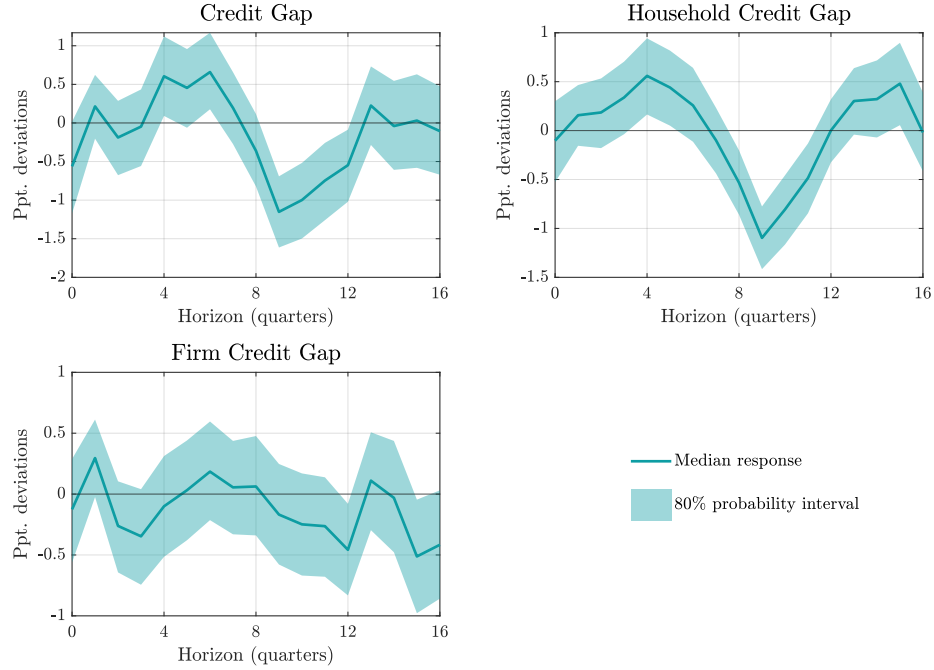 Credit Gap
1
0.5
0
-0.5
-1
-1.5
-2
Ppt. deviations
0 4 8 12 16
Horizon (quarters)
Household Credit Gap
1
0.5
0
-0.5
-1
-1.5
Ppt. deviations
0 4 8 12 16
Horizon (quarters)
Firm Credit Gap
1
0.5
0
-0.5
-1
Ppt. deviations
0 4 8 12 16
Horizon (quarters)
Median response
80% probability interval